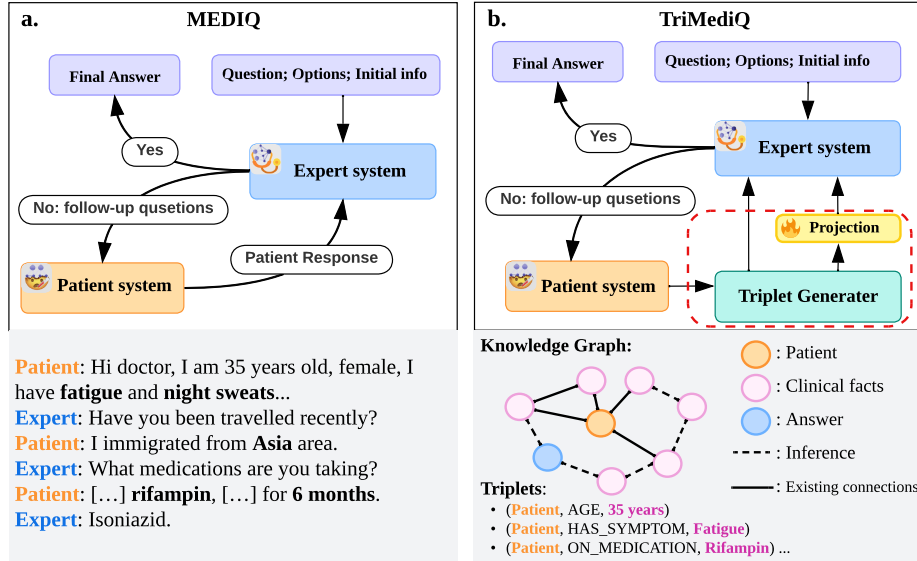 a.
MEDIQ
Final Answer
Question; Options; Initial info
Yes
Expert system
No: follow-up qusetions
Patient Response
Patient system
Patient: Hi doctor, I am 35 years old, female, I
have fatigue and night sweats...
Expert: Have you been travelled recently?
Patient: I immigrated from Asia area.
Expert: What medications are you taking?
Patient: […] rifampin, […] for 6 months.
Expert: Isoniazid.
b.
TriMediQ
Final Answer
Question; Options; Initial info
Yes
Expert system
No: follow-up qusetions
Projection
Patient system
Triplet Generater
Knowledge Graph:
: Patient
: Clinical facts
: Answer
: Inference
: Existing connections
Triplets:
• (Patient, AGE, 35 years)
• (Patient, HAS_SYMPTOM, Fatigue)
• (Patient, ON_MEDICATION, Rifampin) ...